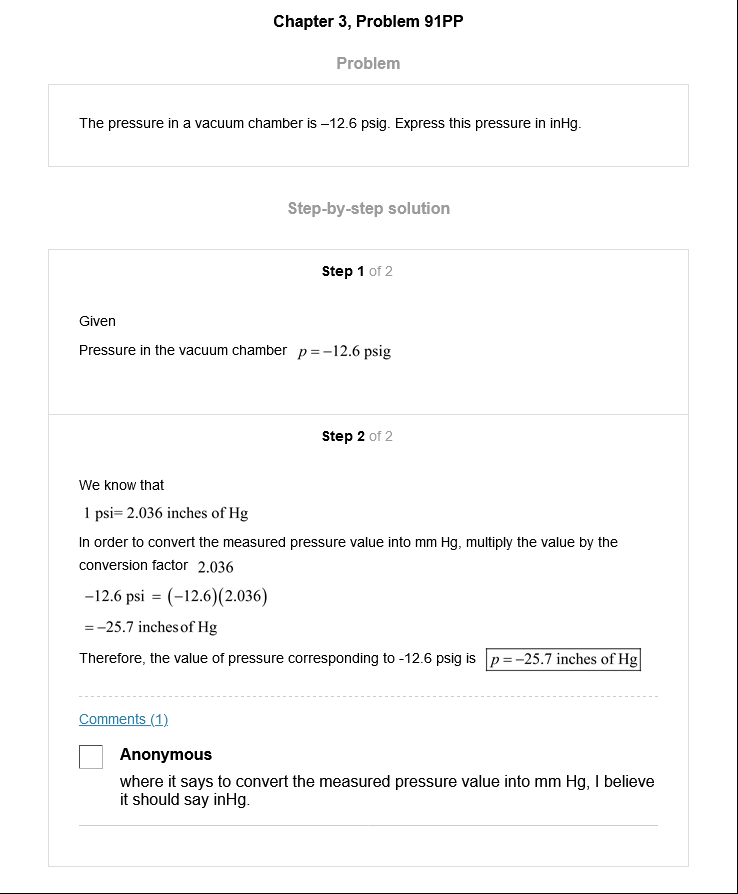 Chapter 3, Problem 91PP
Problem
The pressure in a vacuum chamber is –12.6 psig. Express this pressure in inHg.
Step-by-step solution
Step 1 of 2
Given
Pressure in the vacuum chamber p = −12.6 psig
Step 2 of 2
We know that
1 psi= 2.036 inches of Hg
In order to convert the measured pressure value into mm Hg, multiply the value by the
conversion factor 2.036
−12.6 psi = (−12.6)(2.036)
= −25.7 inches of Hg
Therefore, the value of pressure corresponding to -12.6 psig is p = −25.7 inches of Hg
Comments (1)
Anonymous
where it says to convert the measured pressure value into mm Hg, I believe
it should say inHg.